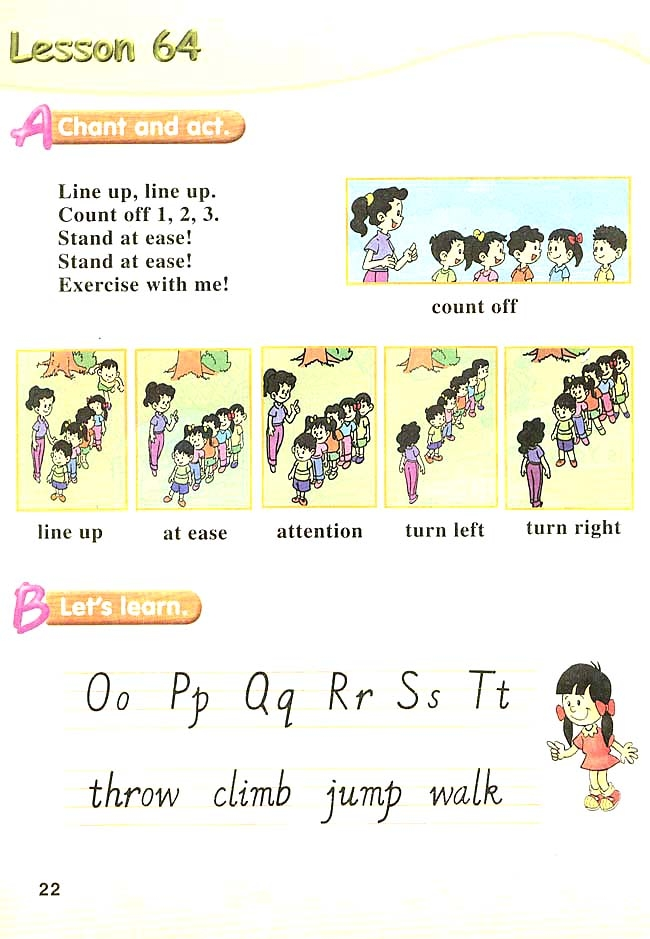 Lesson 64
A Chant and act.
Line up, line up.
Count off 1, 2, 3.
Stand at ease!
Stand at ease!
Exercise with me!
count off
line up
at ease
attention
turn left
turn right
B Let's learn.
Oo Pp Qq Rr Ss Tt
throw climb jump walk
22